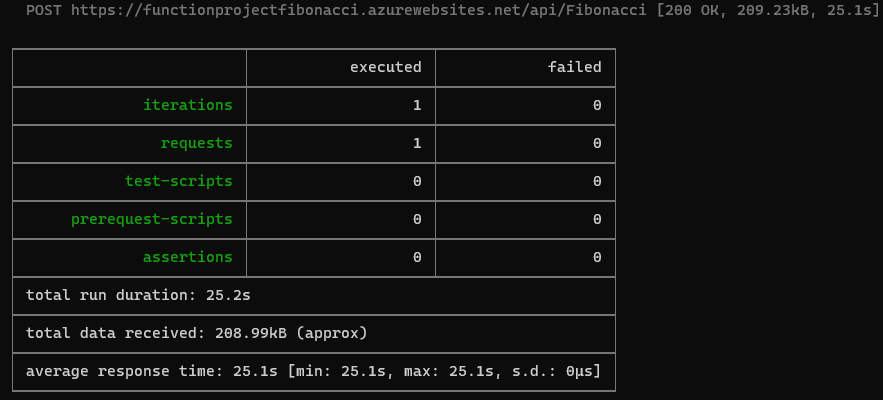 POST https://functionprojectfibonacci.azurewebsites.net/api/Fibonacci [200 OK, 209.23kB, 25.1s]
executed failed
iterations 1 0
requests 1 0
test-scripts 0 0
prerequest-scripts 0 0
assertions 0 0
total run duration: 25.2s
total data received: 208.99kB (approx)
average response time: 25.1s [min: 25.1s, max: 25.1s, s.d.: 0µs]